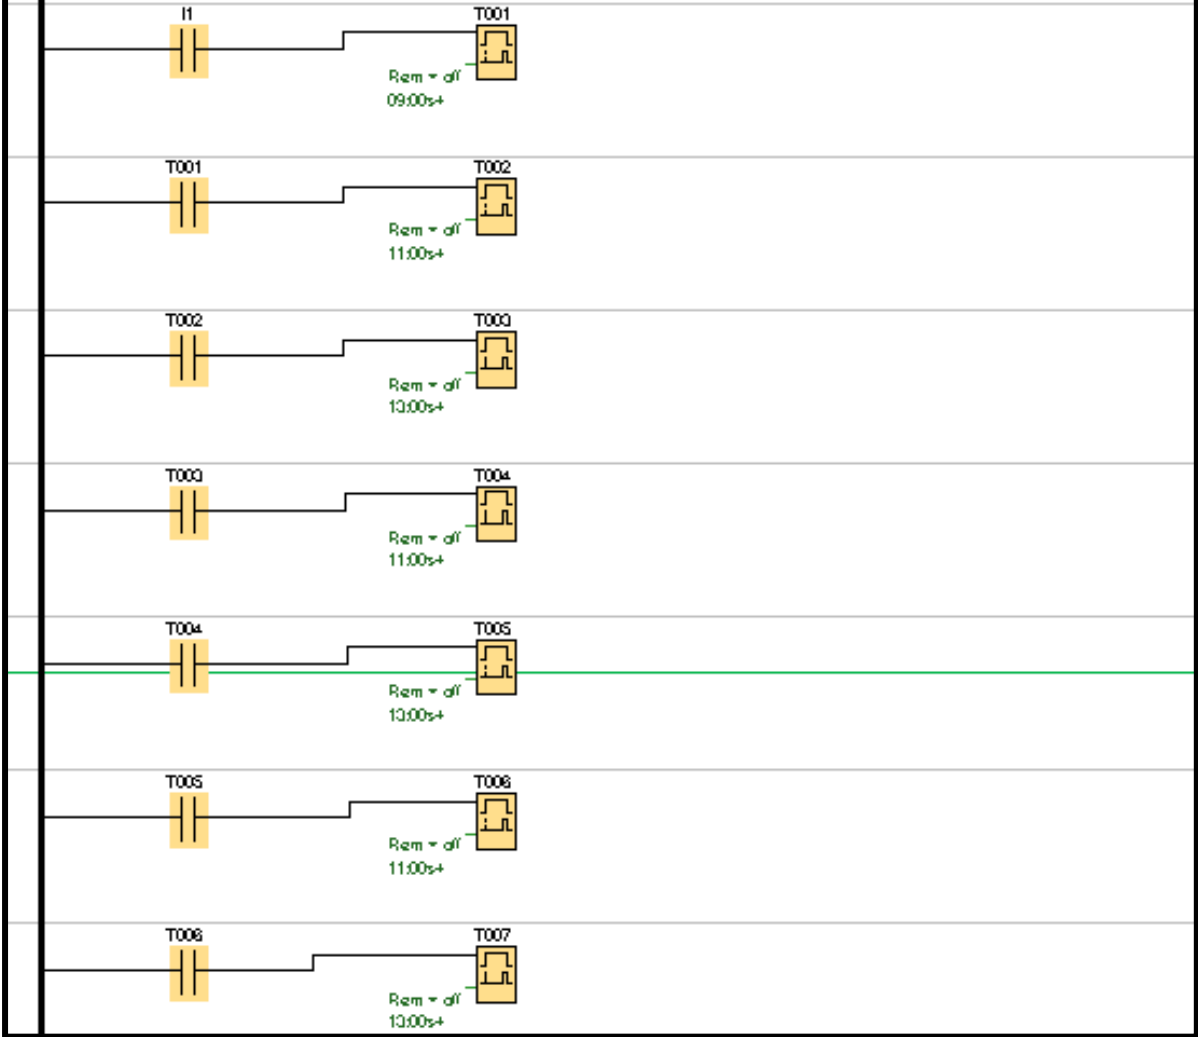 I1
T001
Rem = off
09:00s+
T001
T002
Rem = off
11:00s+
T002
T003
Rem = off
13:00s+
T003
T004
Rem = off
11:00s+
T004
T005
Rem = off
13:00s+
T005
T006
Rem = off
11:00s+
T006
T007
Rem = off
13:00s+